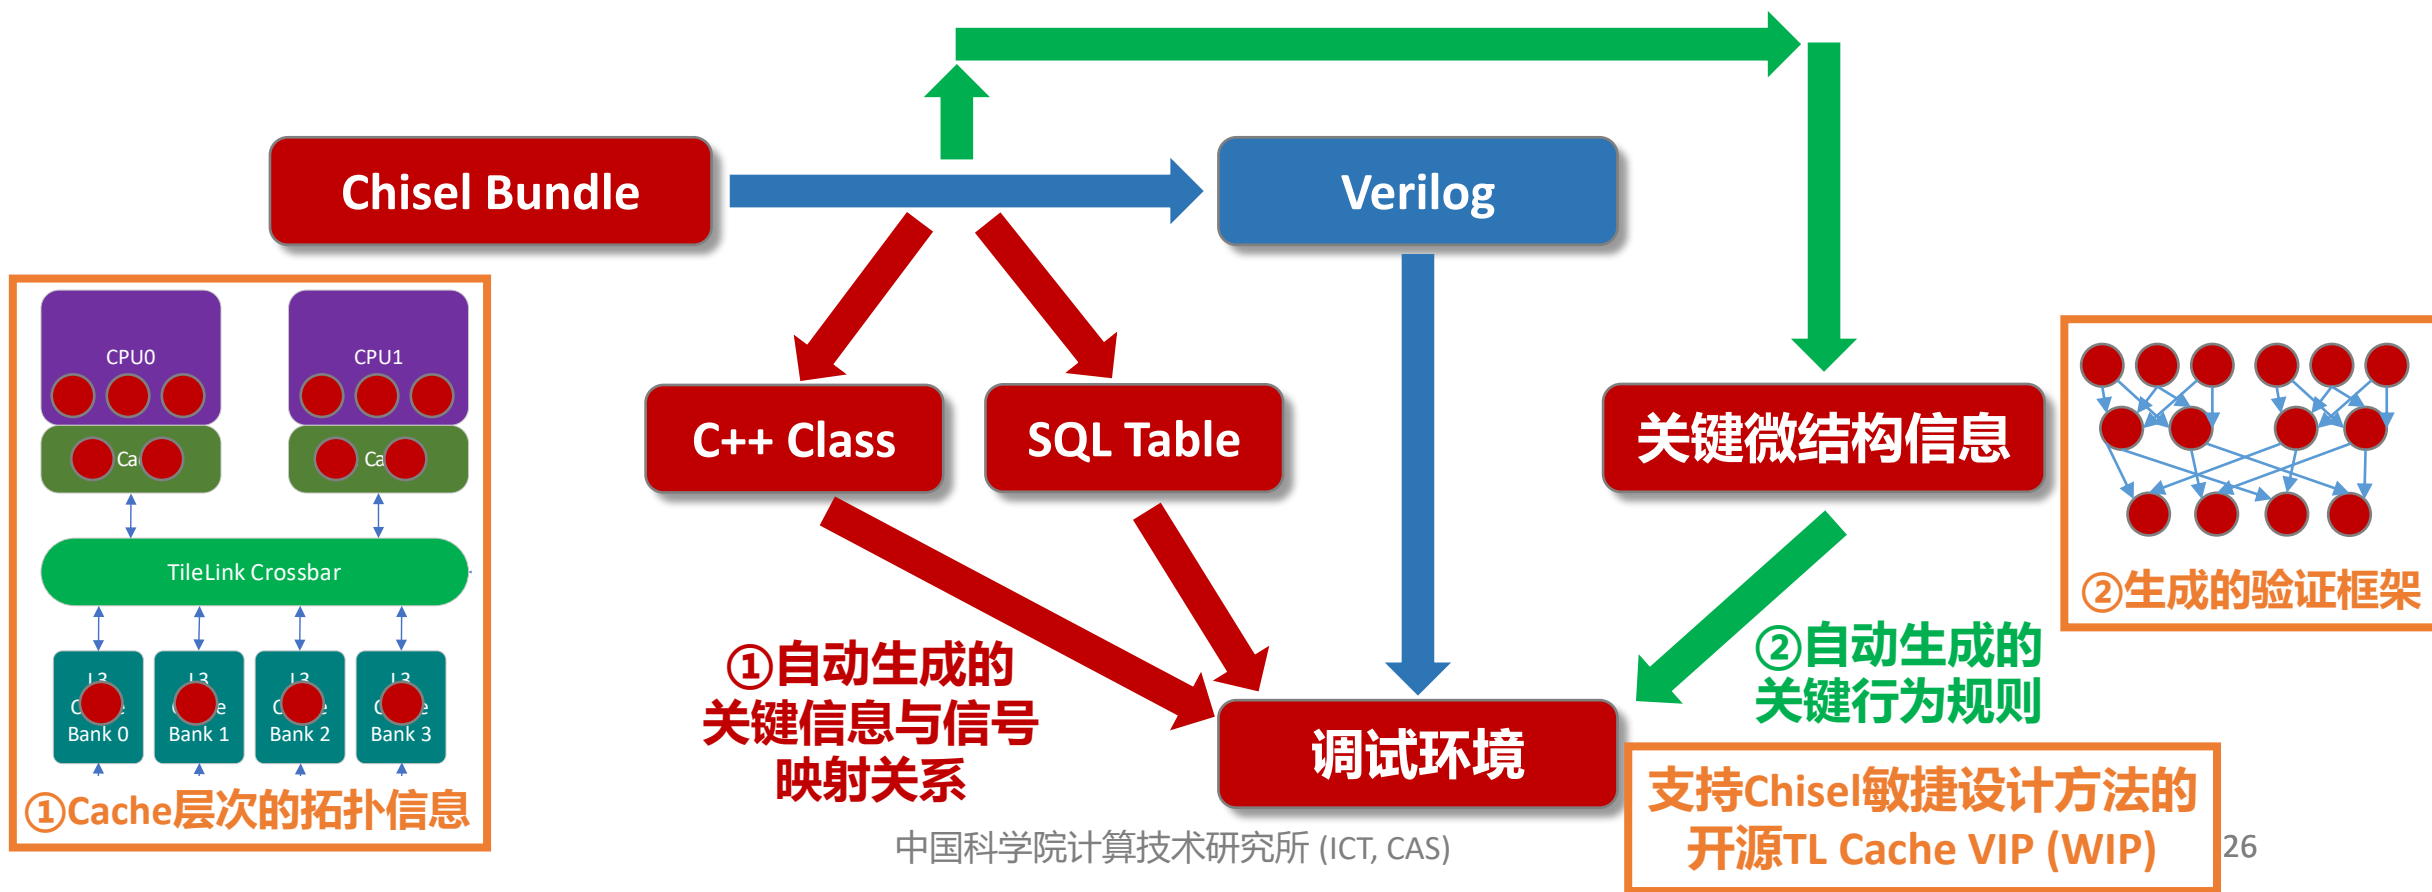 Chisel Bundle
Verilog
CPU0
CPU1
C++ Class
SQL Table
关键微结构信息
TileLink Crossbar
②生成的验证框架
①自动生成的
关键信息与信号
映射关系
②自动生成的
关键行为规则
Bank 0
Bank 1
Bank 2
Bank 3
调试环境
①Cache层次的拓扑信息
支持Chisel敏捷设计方法的
开源TL Cache VIP (WIP)
中国科学院计算技术研究所 (ICT, CAS)
26